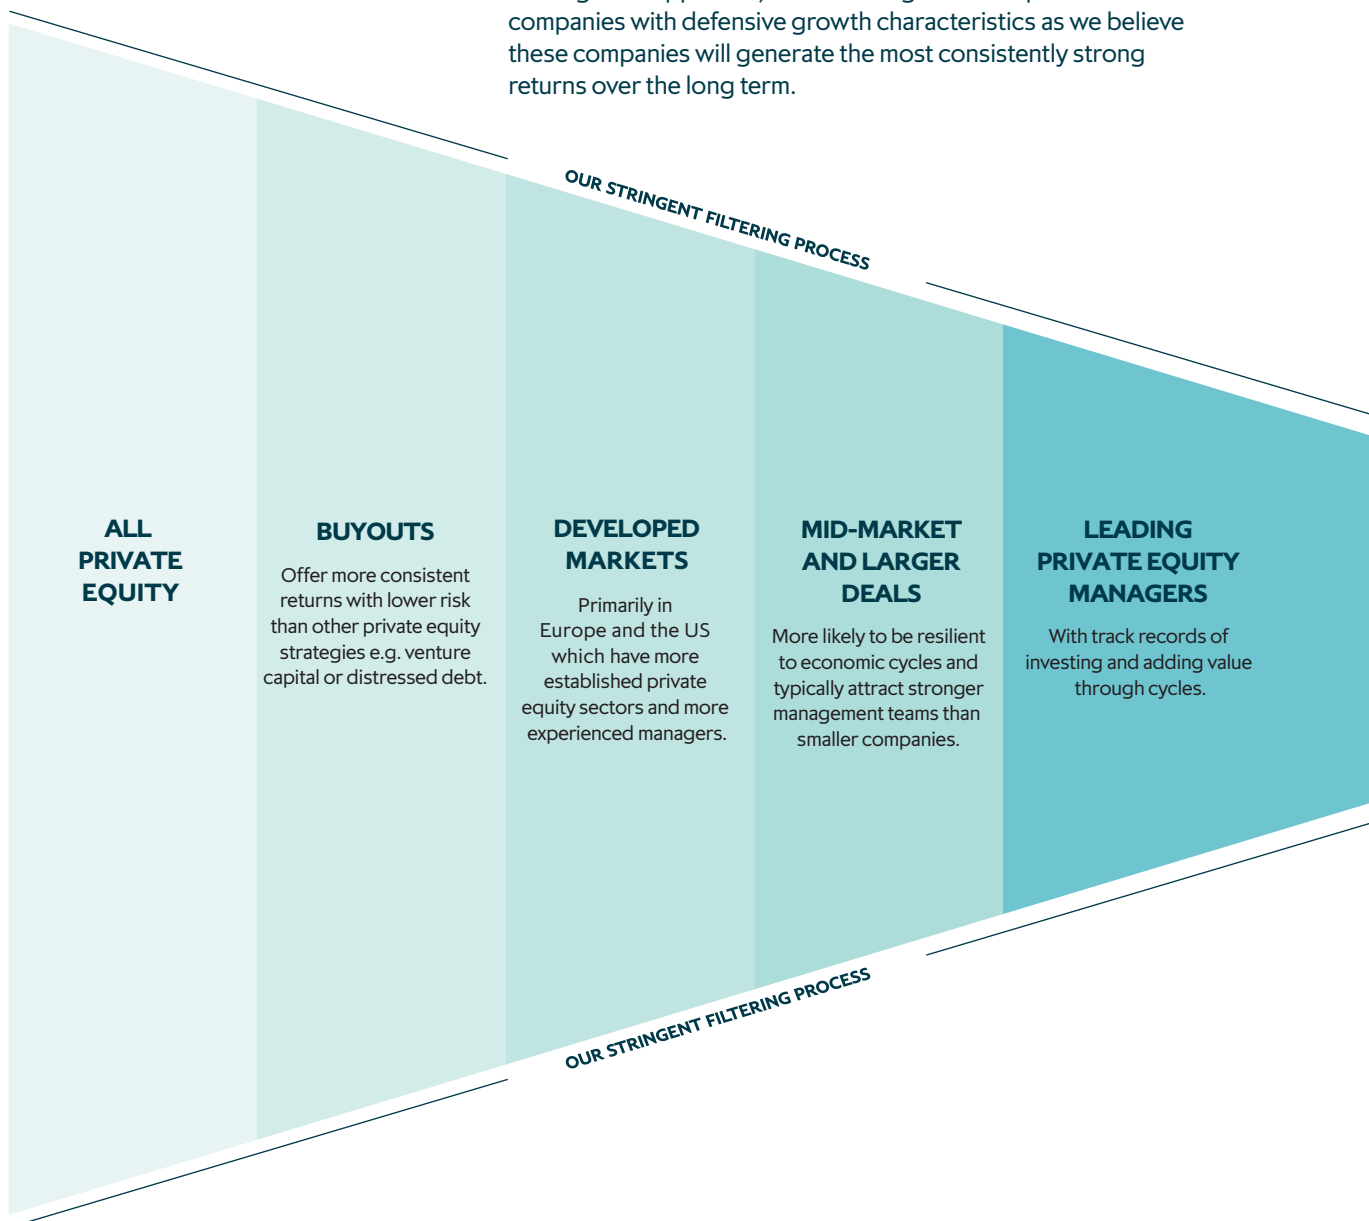 companies with defensive growth characteristics as we believe
these companies will generate the most consistently strong
returns over the long term.
OUR STRINGENT FILTERING PROCESS
ALL
PRIVATE
EQUITY
BUYOUTS
Offer more consistent
returns with lower risk
than other private equity
strategies e.g. venture
capital or distressed debt.
DEVELOPED
MARKETS
Primarily in
Europe and the US
which have more
established private
equity sectors and more
experienced managers.
MID-MARKET
AND LARGER
DEALS
More likely to be resilient
to economic cycles and
typically attract stronger
management teams than
smaller companies.
LEADING
PRIVATE EQUITY
MANAGERS
With track records of
investing and adding value
through cycles.
OUR STRINGENT FILTERING PROCESS